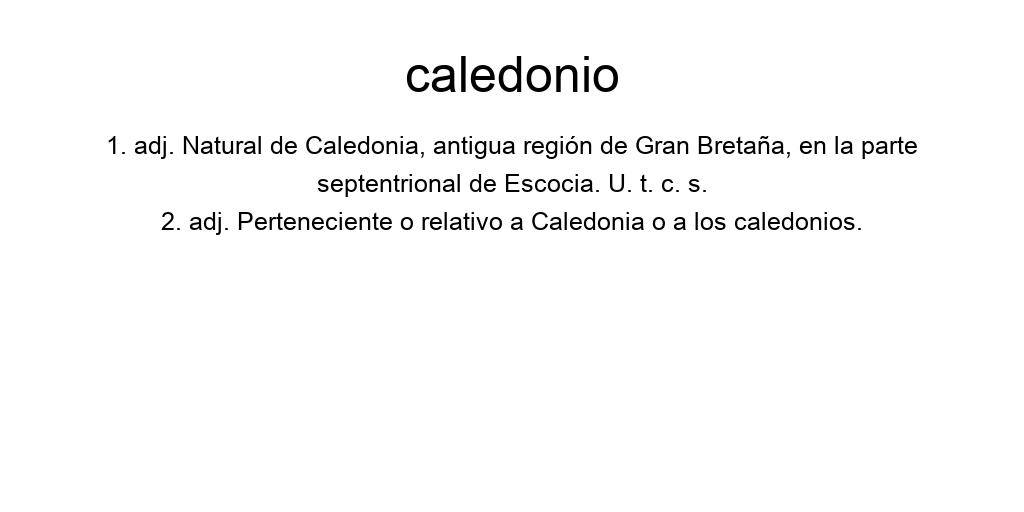 caledonio
1. adj. Natural de Caledonia, antigua región de Gran Bretaña, en la parte
septentrional de Escocia. U. t. c. s.
2. adj. Perteneciente o relativo a Caledonia o a los caledonios.